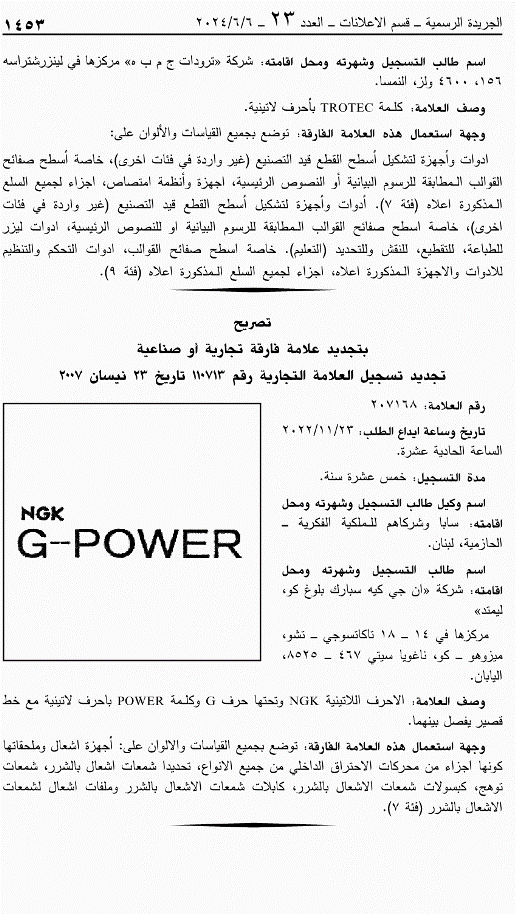 الجريدة الرسمية ــ قسم الاعلانات ــ العدد ٢٣ ــ ٢٠٢٤/٦/٦
١٤٥٣
اسم طالب التسجيل وشهرته ومحل اقامته: شركة «ترودات ج م ب ه» مركزها في لينزرشتراسه
١٥٦، ٤٦٠٠ ولز، النمسا.
وصف العلامة: كلمة TROTEC بأحرف لاتينية.
وجهة استعمال هذه العلامة الفارقة: توضع بجميع القياسات والألوان على:
ادوات وأجهزة لتشكيل أسطح القطع قيد التصنيع (غير واردة في فئات اخرى)، خاصة أسطح صفائح
القوالب المطابقة للرسوم البيانية أو النصوص الرئيسية، اجهزة وأنظمة امتصاص، اجزاء لجميع السلع
المذكورة اعلاه (فئة ٧). أدوات وأجهزة لتشكيل أسطح القطع قيد التصنيع (غير واردة في فئات
اخرى)، خاصة اسطح صفائح القوالب المطابقة للرسوم البيانية او للنصوص الرئيسية، ادوات ليزر
للطباعة، للتقطيع، للنقش وللتحديد (التعليم). خاصة اسطح صفائح القوالب، ادوات التحكم والتنظيم
للادوات والاجهزة المذكورة اعلاه، اجزاء لجميع السلع المذكورة اعلاه (فئة ٩).
تصريح
بتجديد علامة فارقة تجارية أو صناعية
تجديد تسجيل العلامة التجارية رقم ١١٠٧١٣ تاريخ ٢٣ نيسان ٢٠٠٧
رقم العلامة: ٢٠٧١٦٨
تاريخ وساعة ايداع الطلب: ٢٠٢٢/١١/٢٣
الساعة الحادية عشرة.
مدة التسجيل: خمس عشرة سنة.
اسم وكيل طالب التسجيل وشهرته ومحل
اقامته: سابا وشركاهم للملكية الفكرية ــ
الحازمية، لبنان.
اسم طالب التسجيل وشهرته ومحل
اقامته: شركة «ان جي كيه سبارك بلوغ كو،
ليمتد»
مركزها في ١٤ ــ ١٨ تاكاتسوجي ــ تشو،
ميزوهو ــ كو، ناغويا سيتي ٤٦٧ ــ ٨٥٢٥،
اليابان.
NGK
G-POWER
وصف العلامة: الاحرف اللاتينية NGK وتحتها حرف G وكلمة POWER باحرف لاتينية مع خط
قصير يفصل بينهما.
وجهة استعمال هذه العلامة الفارقة: توضع بجميع القياسات والالوان على: أجهزة اشعال وملحقاتها
كونها اجزاء من محركات الاحتراق الداخلي من جميع الانواع، تحديدا شمعات اشعال بالشرر، شمعات
توهج، كبسولات شمعات الاشعال بالشرر، كابلات شمعات الاشعال بالشرر وملفات اشعال لشمعات
الاشعال بالشرر (فئة ٧).